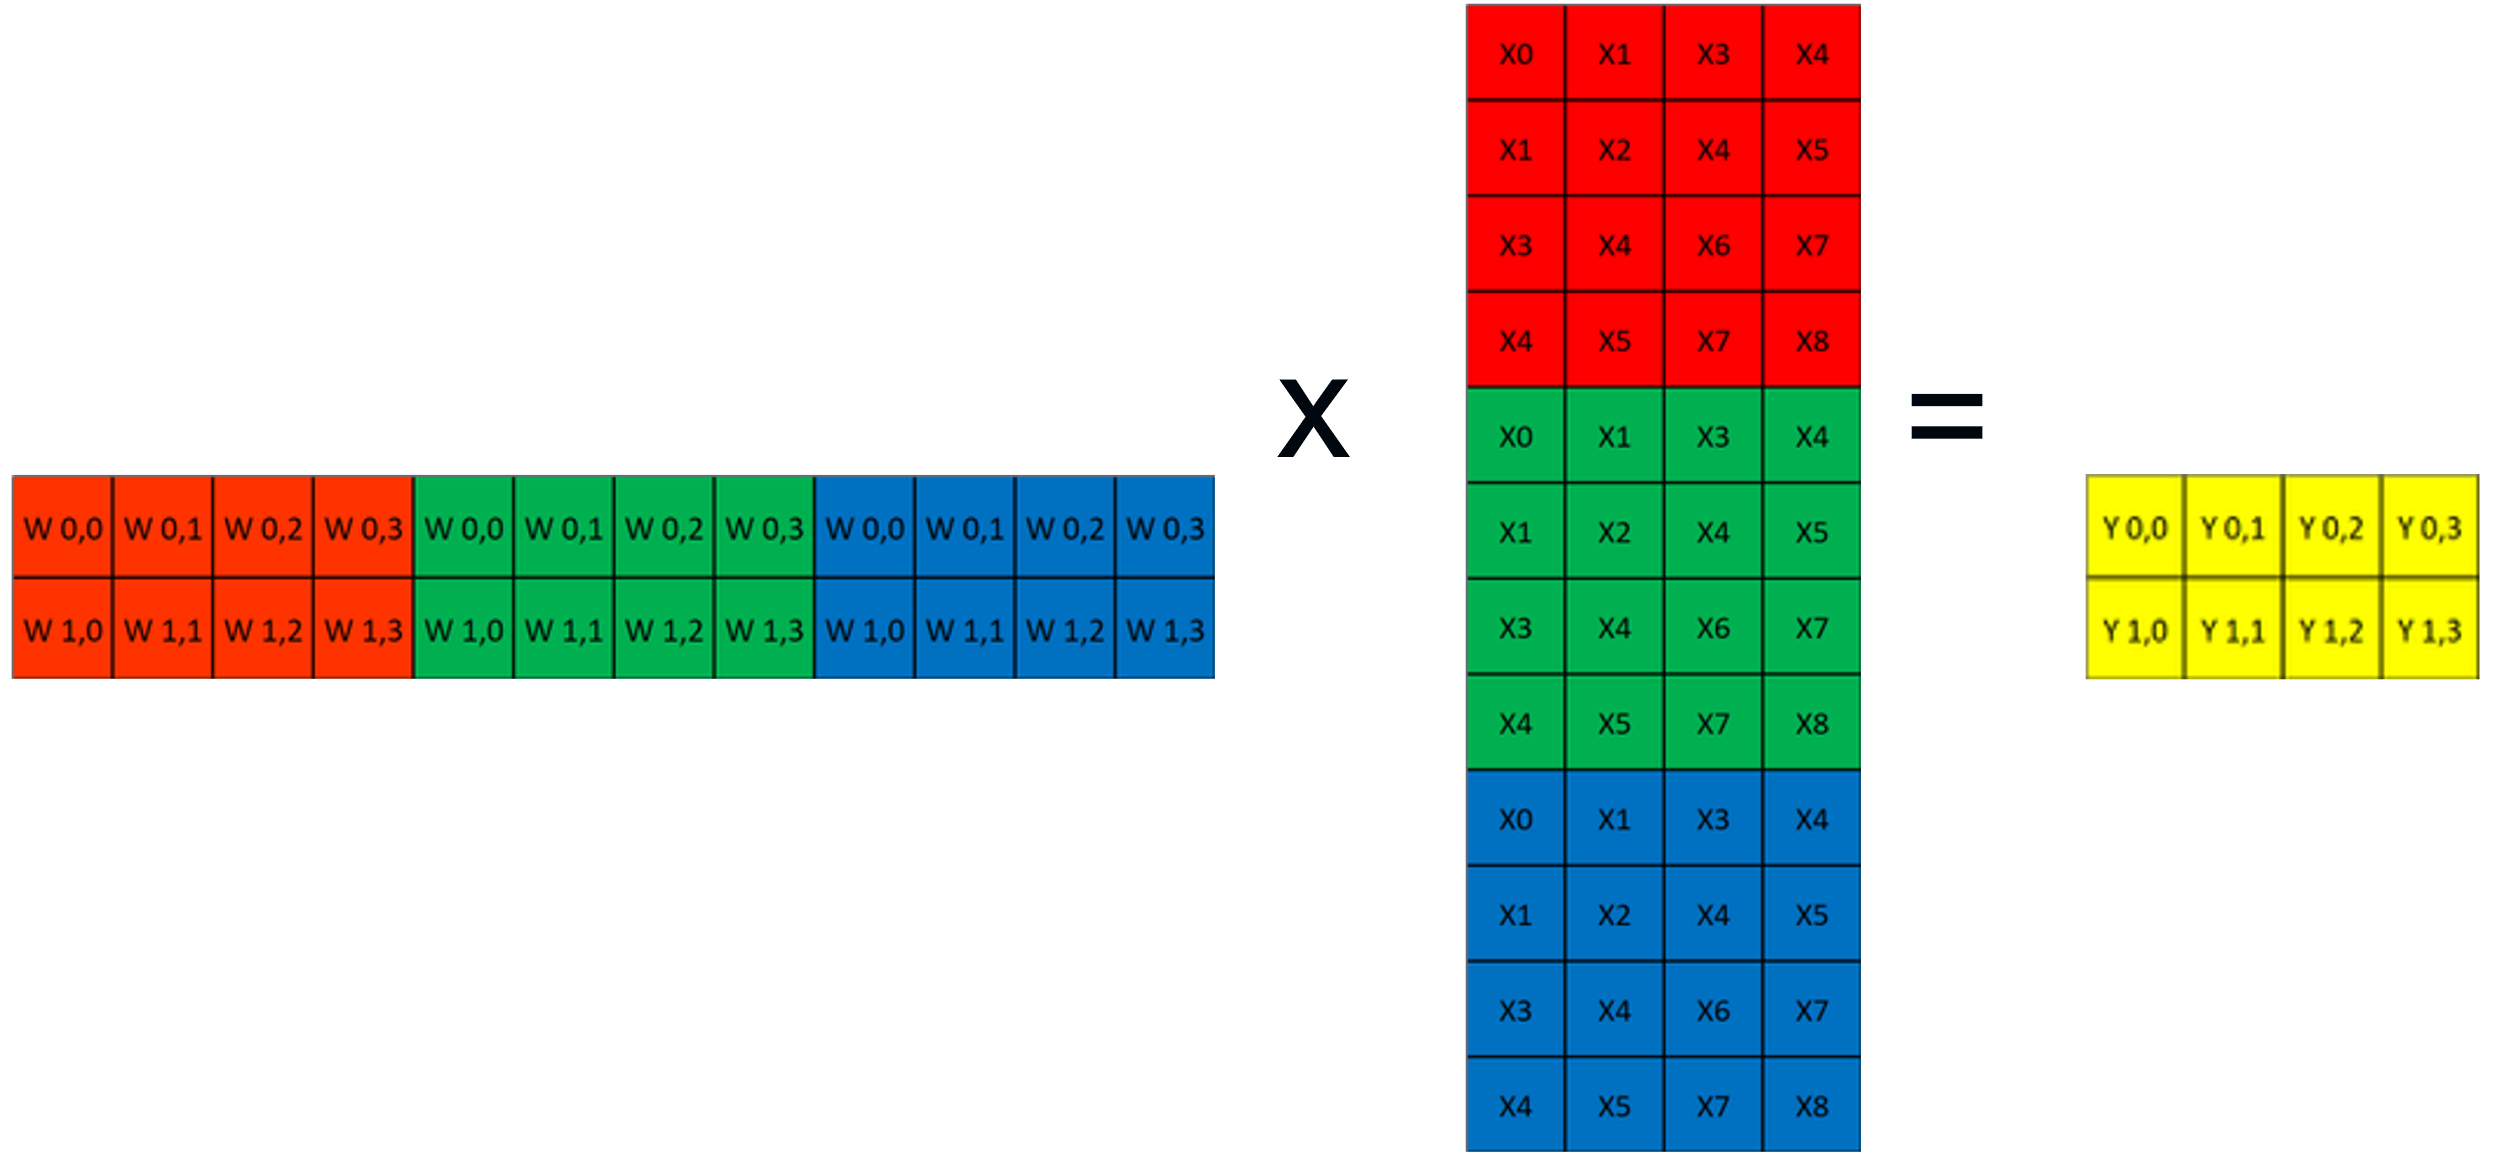 X0 X1 X3 X4
X1 X2 X4 X5
X3 X4 X6 X7
X4 X5 X7 X8
X0 X1 X3 X4
X1 X2 X4 X5
X3 X4 X6 X7
X4 X5 X7 X8
X0 X1 X3 X4
X1 X2 X4 X5
X3 X4 X6 X7
X4 X5 X7 X8
W 0,0 W 0,1 W 0,2 W 0,3 W 0,0 W 0,1 W 0,2 W 0,3 W 0,0 W 0,1 W 0,2 W 0,3
W 1,0 W 1,1 W 1,2 W 1,3 W 1,0 W 1,1 W 1,2 W 1,3 W 1,0 W 1,1 W 1,2 W 1,3
X
=
Y 0,0 Y 0,1 Y 0,2 Y 0,3
Y 1,0 Y 1,1 Y 1,2 Y 1,3